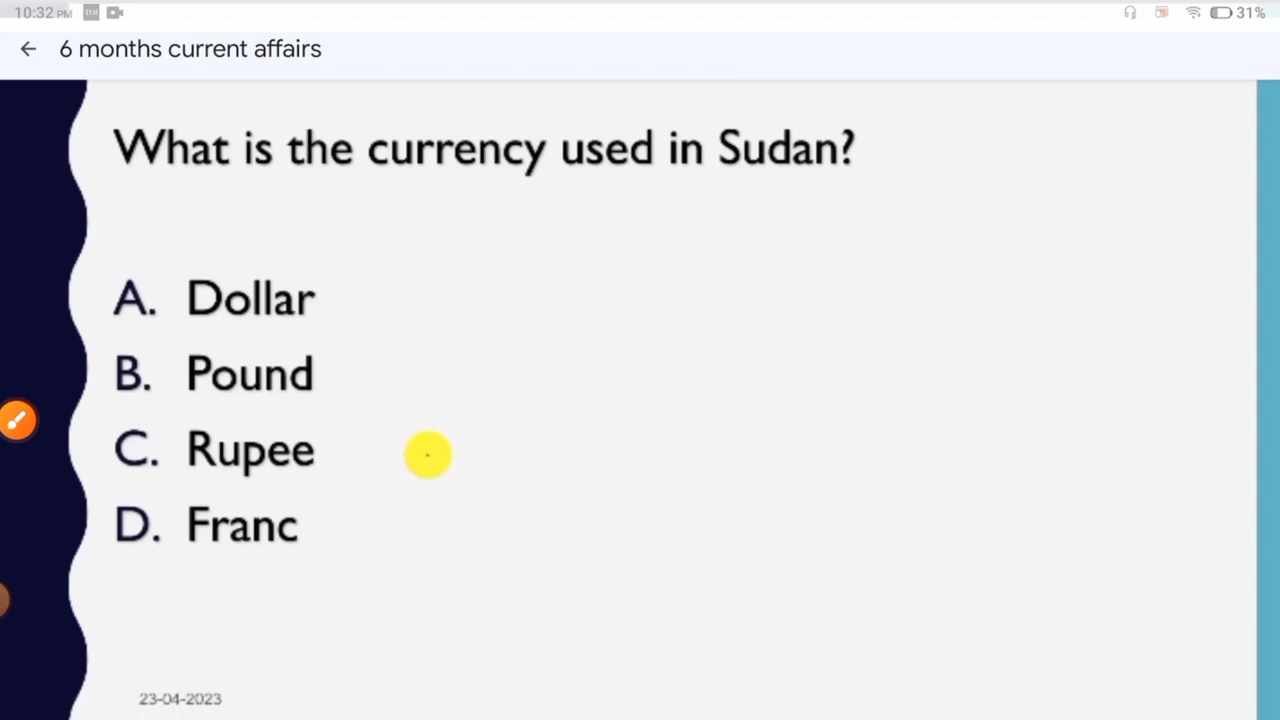 10:32 PM TOI 31%
6 months current affairs
What is the currency used in Sudan?
A. Dollar
B. Pound
C. Rupee
D. Franc
23-04-2023